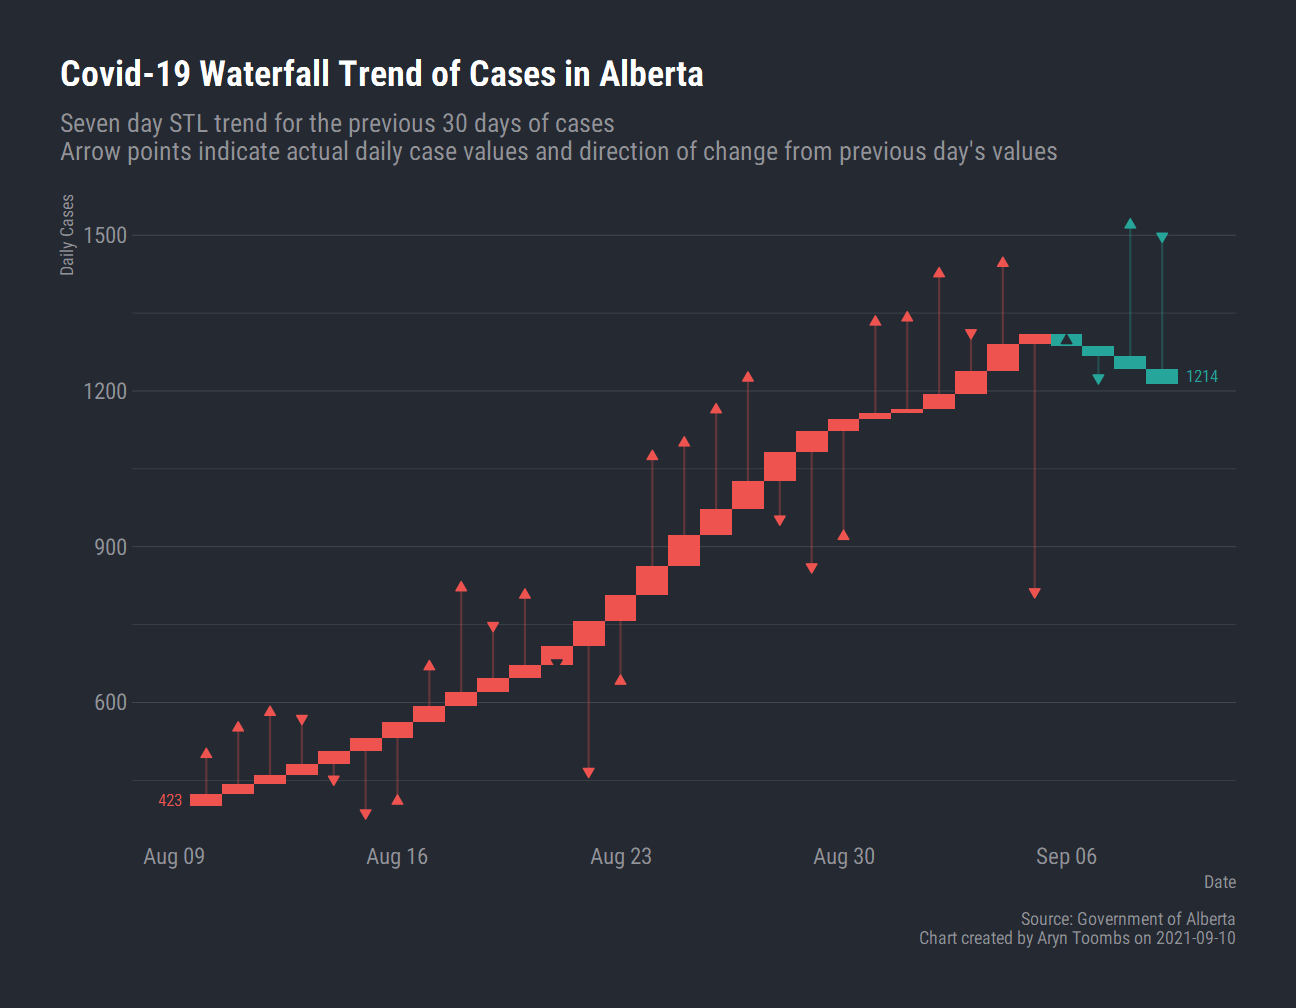 Covid-19 Waterfall Trend of Cases in Alberta
Seven day STL trend for the previous 30 days of cases
Arrow points indicate actual daily case values and direction of change from previous day's values
Daily Cases
1500
1200
900
600
1214
423
Aug 09 Aug 16 Aug 23 Aug 30 Sep 06
Date
Source: Government of Alberta
Chart created by Aryn Toombs on 2021-09-10